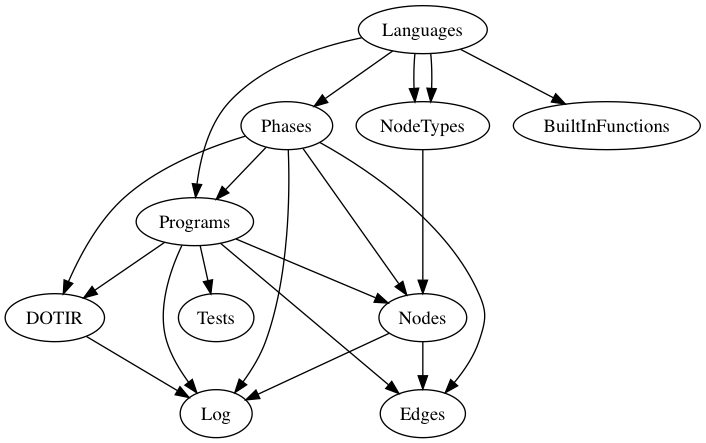 Languages
Phases
NodeTypes
BuiltInFunctions
Programs
DOTIR
Tests
Nodes
Log
Edges